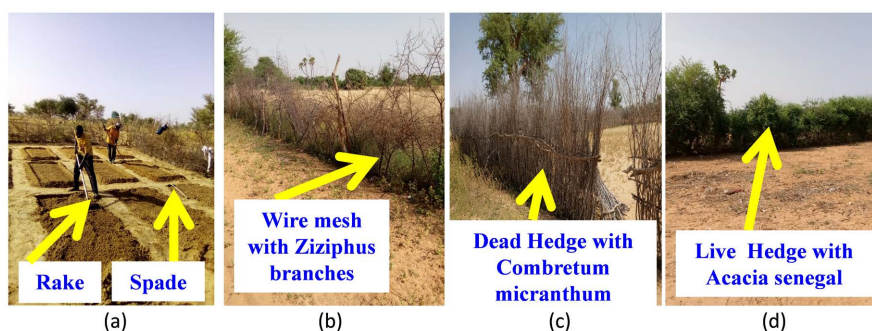 Rake
Spade
Wire mesh
with Ziziphus
branches
Dead Hedge with
Combretum
micranthum
Live Hedge with
Acacia senegal
(a)
(b)
(c)
(d)